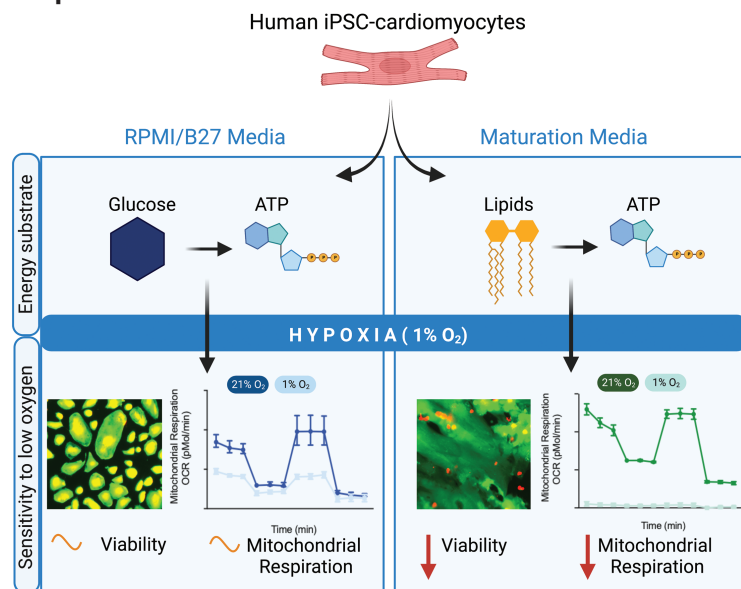 Human iPSC-cardiomyocytes
RPMI/B27 Media
Maturation Media
Energy substrate
Glucose
ATP
P P P
Lipids
ATP
P P P
HYPOXIA (1% O₂)
Sensitivity to low oxygen
21% O₂
1% O₂
Mitochondrial Respiration
OCR (pMol/min)
Time (min)
Viability
Mitochondrial
Respiration
21% O₂
1% O₂
Mitochondrial Respiration
OCR (pMol/min)
Time (min)
Viability
Mitochondrial
Respiration